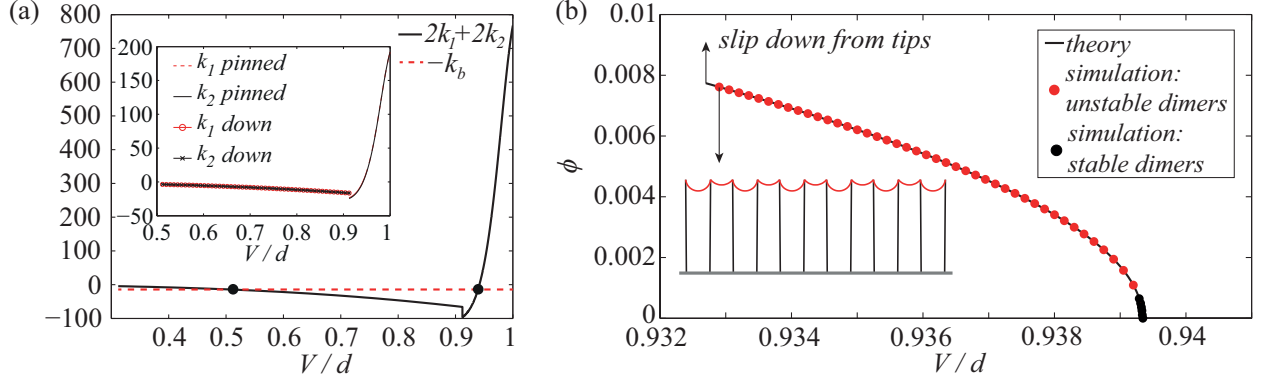 (a)
800
700
600
500
400
300
200
100
0
−100
0.4
0.5
0.6
0.7
0.8
0.9
1
V / d
2k₁+2k₂
−k_b
200
150
100
50
0
−50
0.5
0.6
0.7
0.8
0.9
1
V / d
k₁ pinned
k₂ pinned
k₁ down
k₂ down
(b)
0.01
0.008
0.006
0.004
0.002
0
ϕ
0.932
0.934
0.936
0.938
0.94
V / d
slip down from tips
theory
simulation:
unstable dimers
simulation:
stable dimers